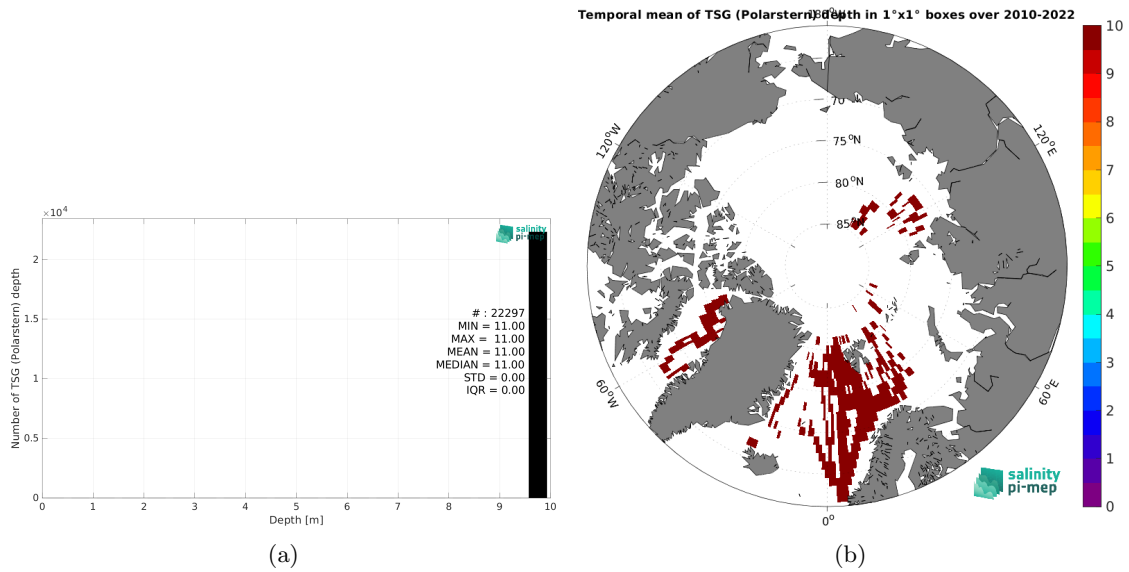 ×10⁴
2
1.5
1
0.5
0
Number of TSG (Polarstern) depth
salinity
pi-mep
# : 22297
MIN = 11.00
MAX = 11.00
MEAN = 11.00
MEDIAN = 11.00
STD = 0.00
IQR = 0.00
0 1 2 3 4 5 6 7 8 9 10
Depth [m]
(a)
Temporal mean of TSG (Polarstern) depth in 1°x1° boxes over 2010-2022
180°
120°W
120°E
60°W
60°E
0°
70°N
75°N
80°N
85°N
10
9
8
7
6
5
4
3
2
1
0
salinity
pi-mep
(b)